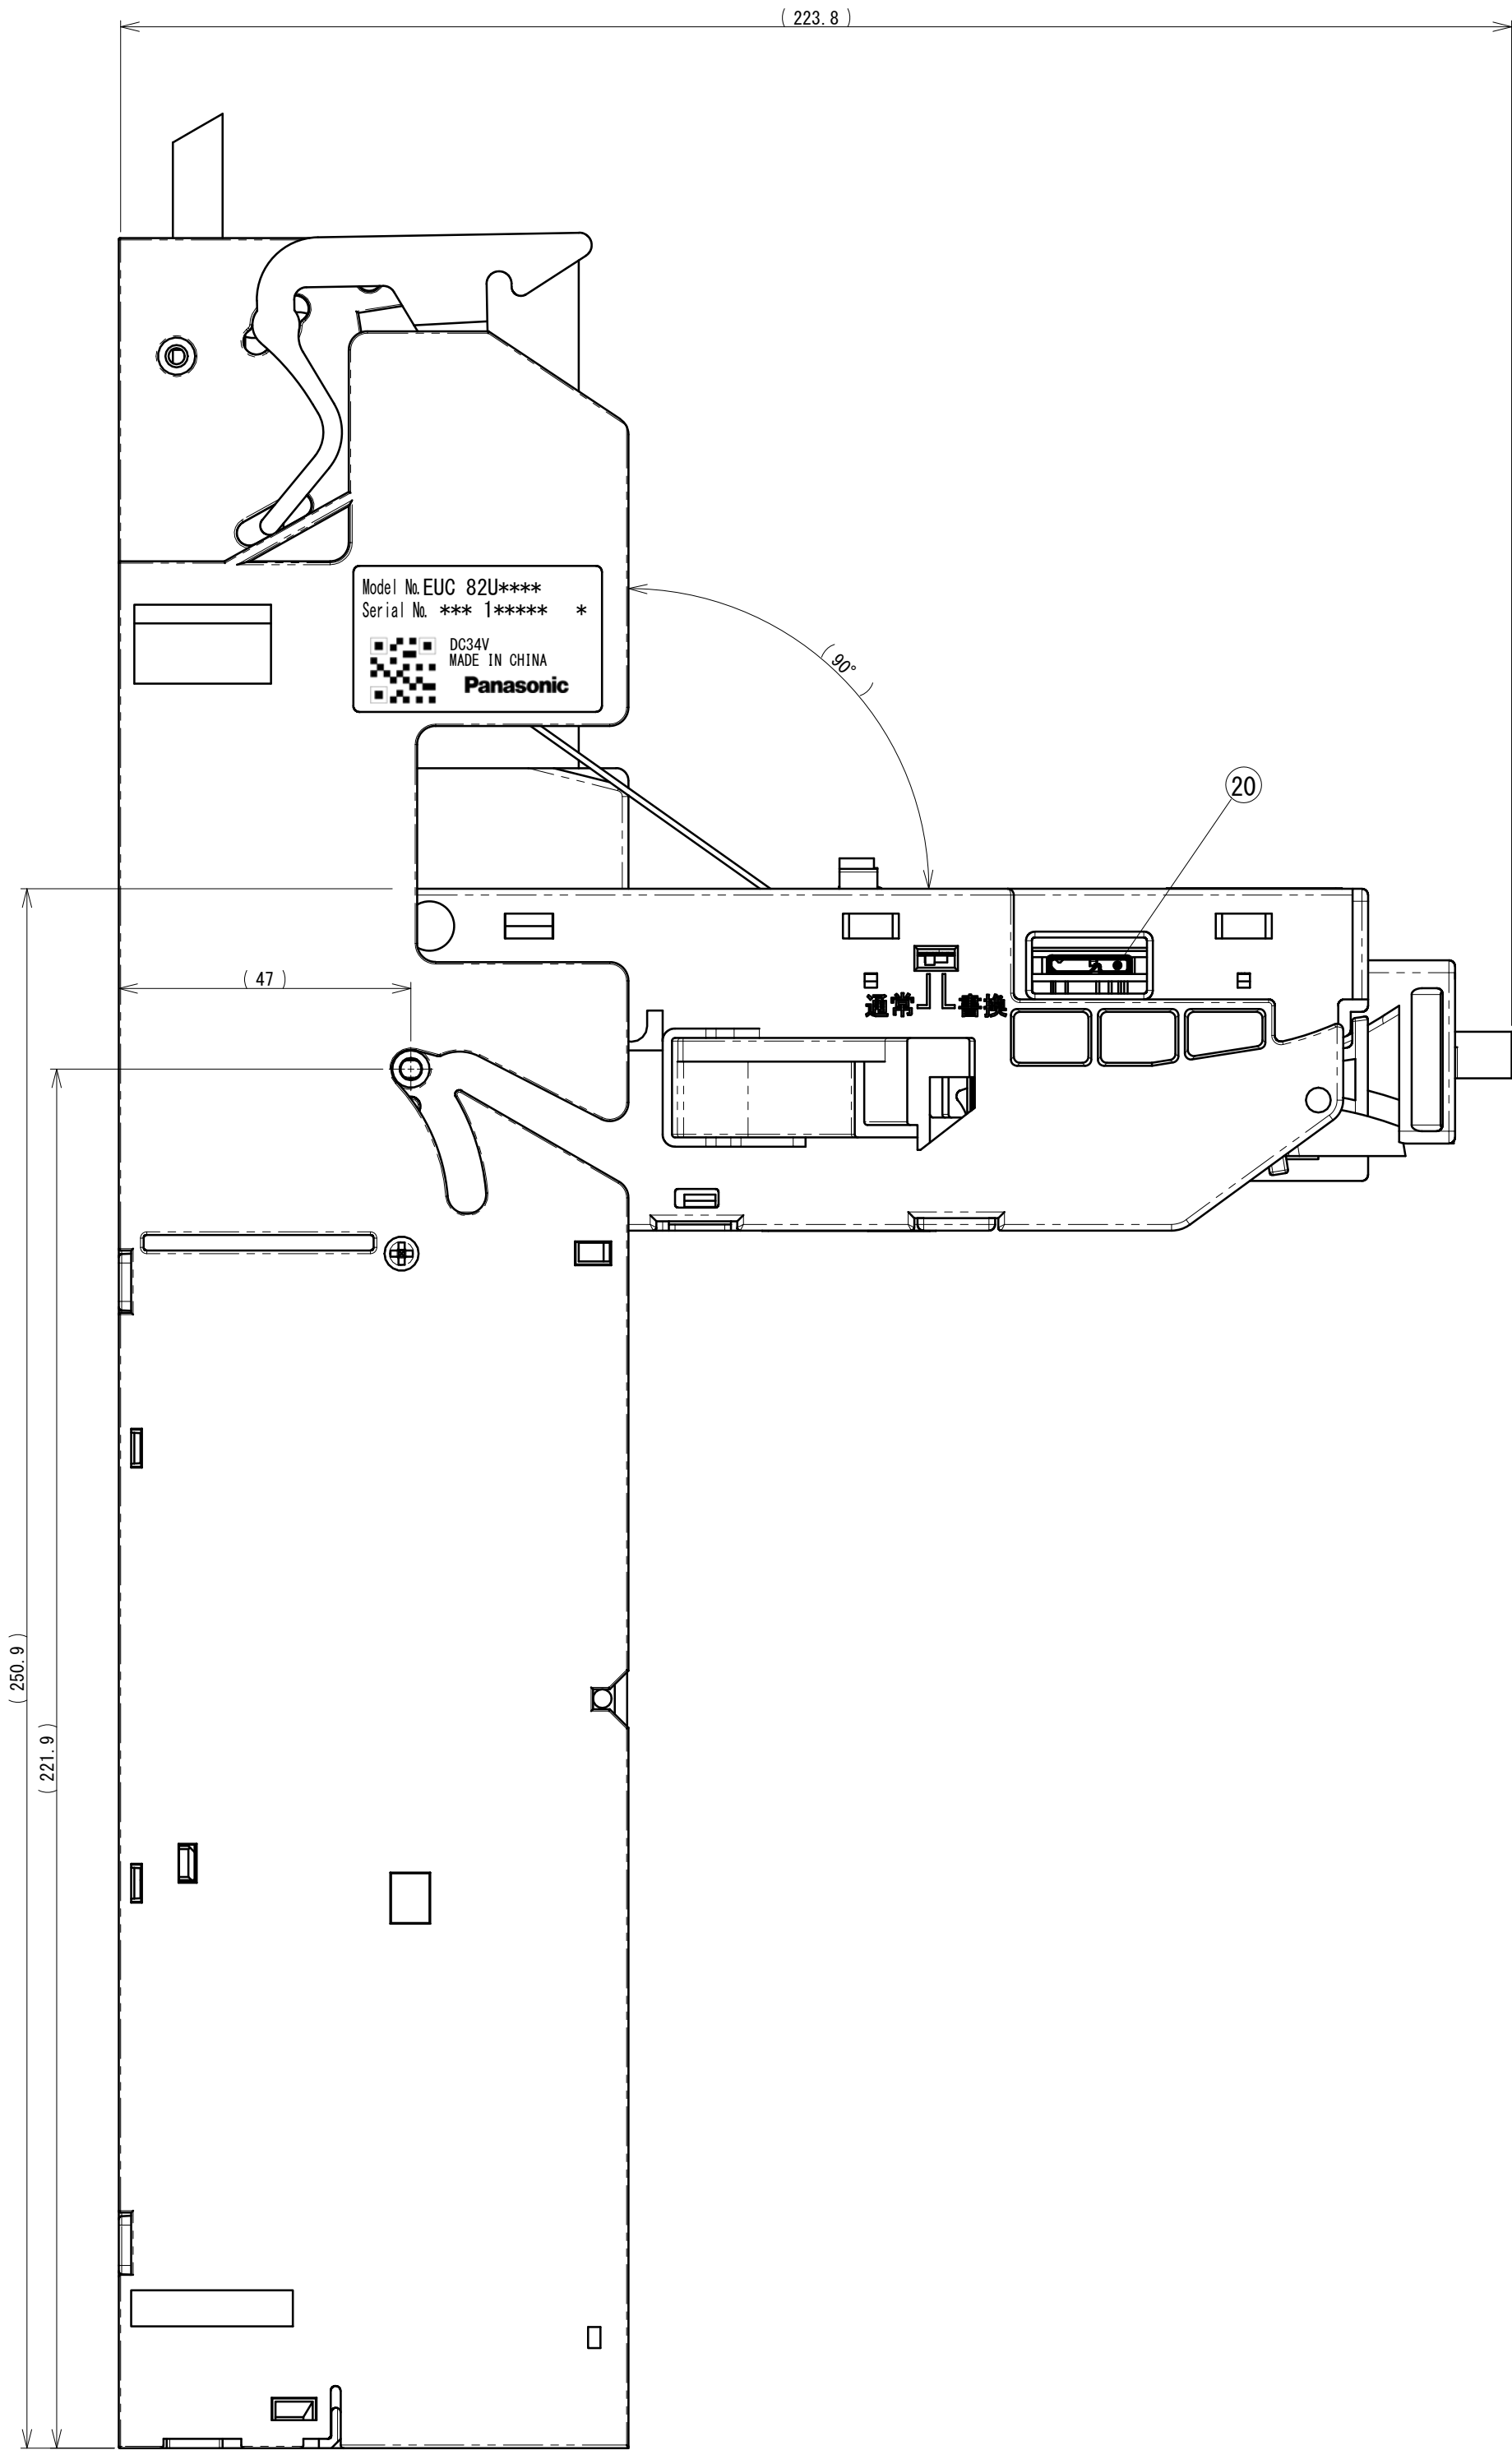 ( 223.8 )
Model No. EUC 82U****
Serial No. *** 1***** *
DC34V
MADE IN CHINA
Panasonic
( 90° )
20
( 47 )
通常 書換
( 250.9 )
( 221.9 )